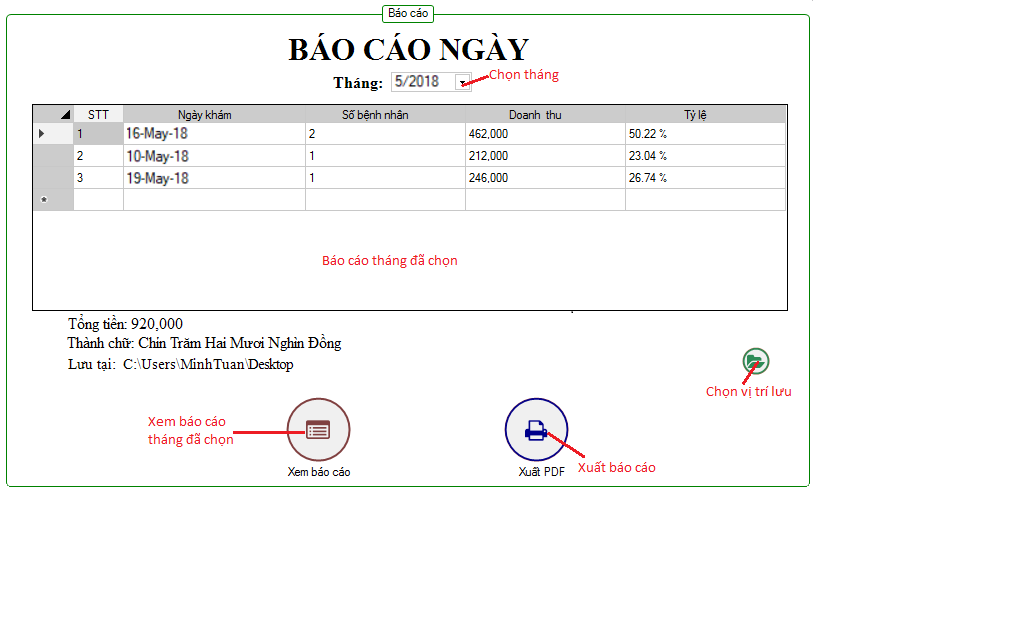 Báo cáo
BÁO CÁO NGÀY
Tháng: 5/2018 Chọn tháng
STT Ngày khám Số bệnh nhân Doanh thu Tỷ lệ
1 16-May-18 2 462,000 50.22 %
2 10-May-18 1 212,000 23.04 %
3 19-May-18 1 246,000 26.74 %
Báo cáo tháng đã chọn
Tổng tiền: 920,000
Thành chữ: Chín Trăm Hai Mươi Nghìn Đồng
Lưu tại: C:\Users\MinhTuan\Desktop
Chọn vị trí lưu
Xem báo cáo
tháng đã chọn
Xem báo cáo
Xuất PDF
Xuất báo cáo